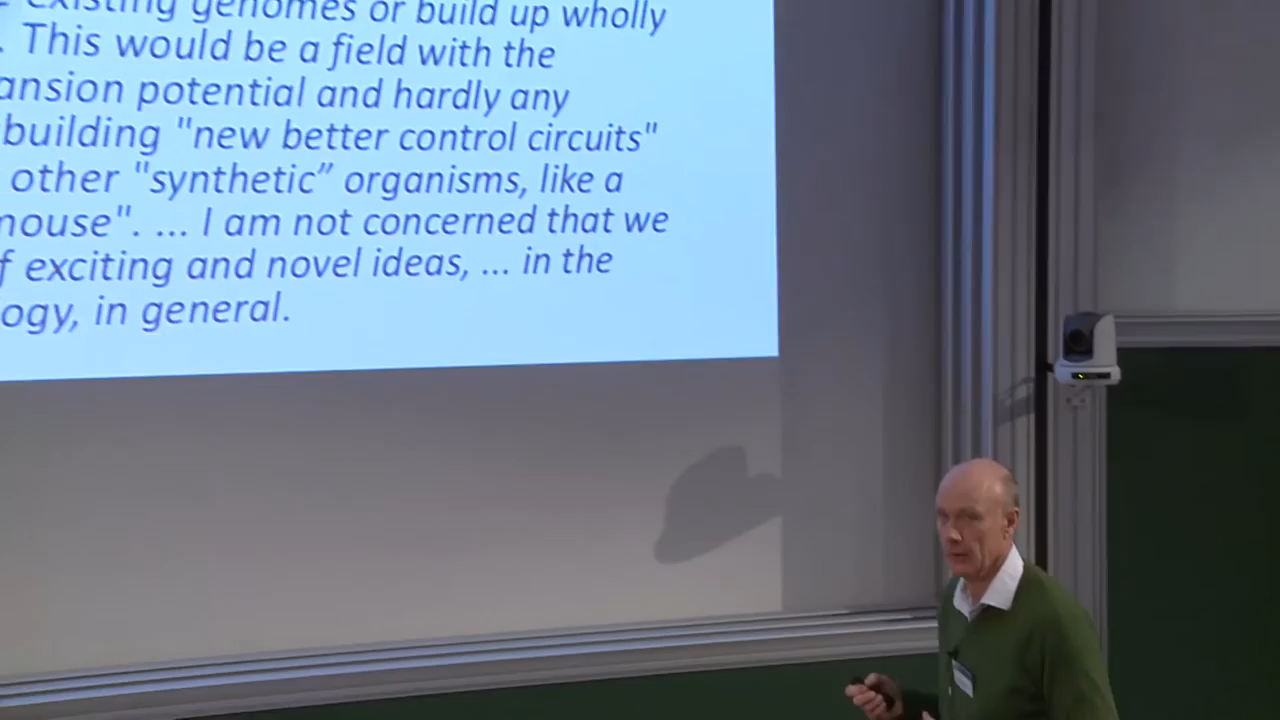 existing genomes or build up wholly
. This would be a field with the
ansion potential and hardly any
building "new better control circuits"
other "synthetic” organisms, like a
mouse". ... I am not concerned that we
f exciting and novel ideas, ... in the
ogy, in general.